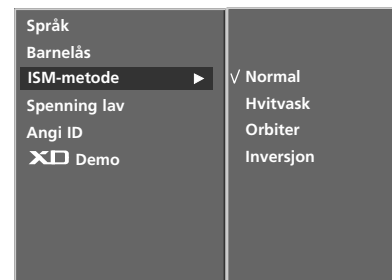 Språk
Barnelås
ISM-metode
Spenning lav
Angi ID
XD Demo
√ Normal
Hvitvask
Orbiter
Inversjon